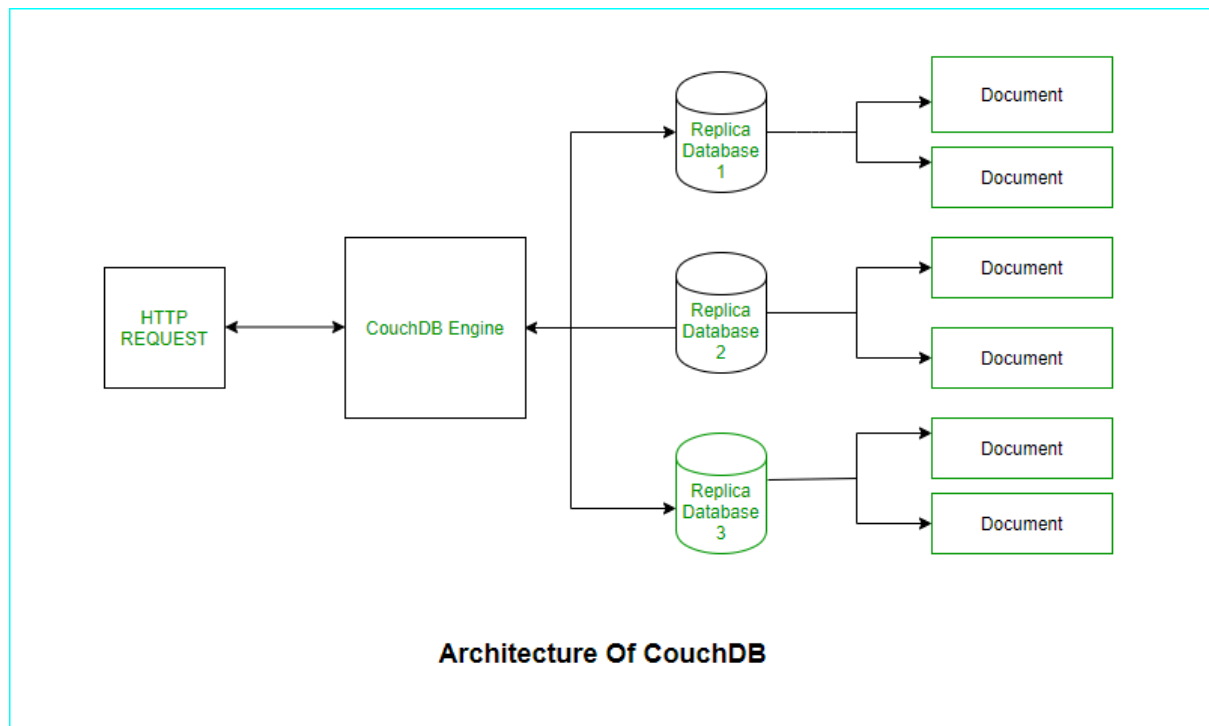 Document
Replica
Database
1
Document
HTTP
REQUEST
CouchDB Engine
Replica
Database
2
Document
Document
Replica
Database
3
Document
Document
Architecture Of CouchDB